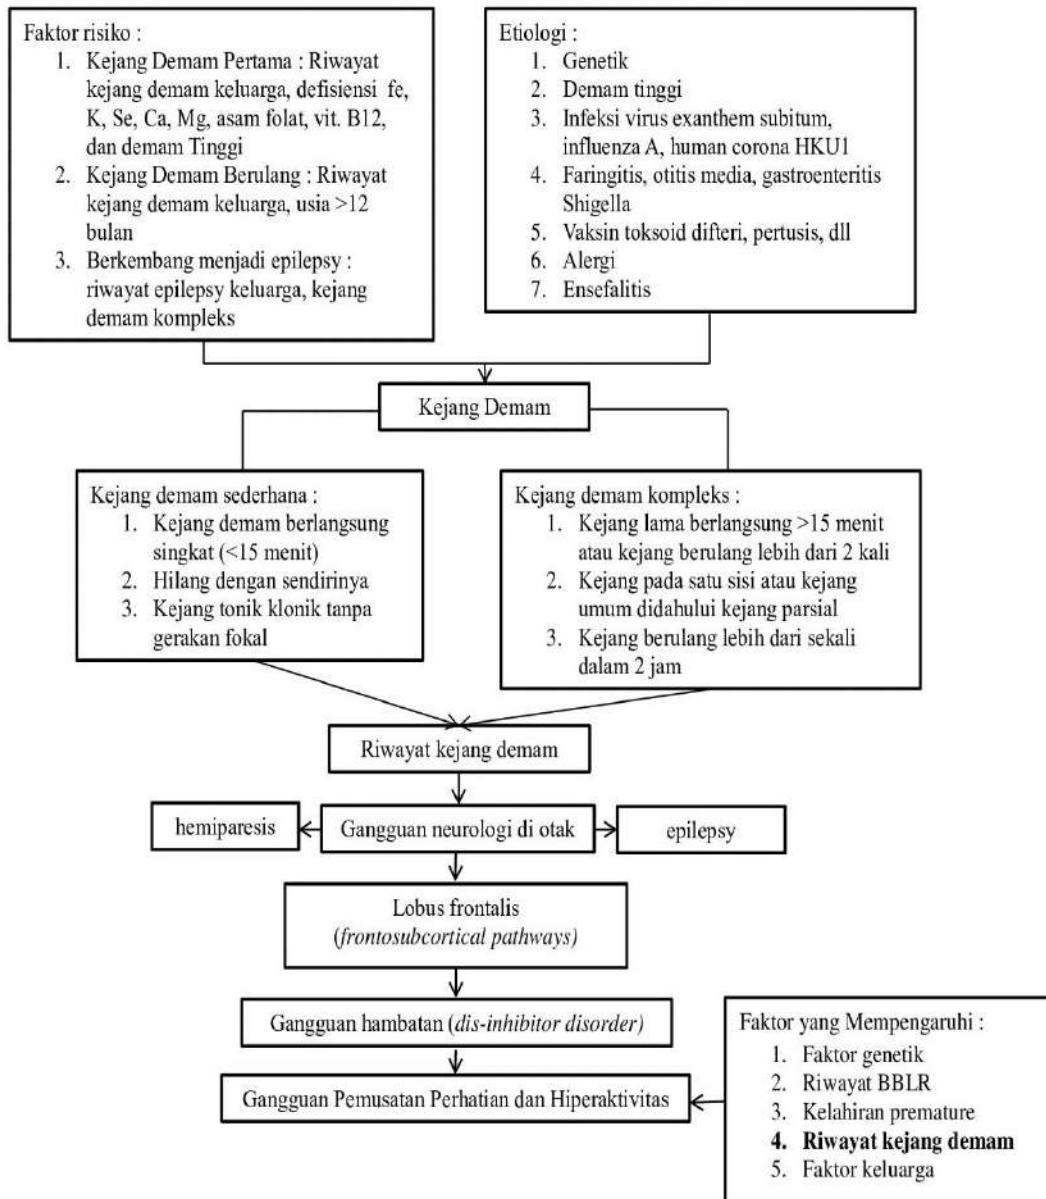 Faktor risiko :
1. Kejang Demam Pertama : Riwayat
kejang demam keluarga, defisiensi fe,
K, Se, Ca, Mg, asam folat, vit. B12,
dan demam Tinggi
2. Kejang Demam Berulang : Riwayat
kejang demam keluarga, usia >12
bulan
3. Berkembang menjadi epilepsy :
riwayat epilepsy keluarga, kejang
demam kompleks
Etiologi :
1. Genetik
2. Demam tinggi
3. Infeksi virus exanthem subitum,
influenza A, human corona HKU1
4. Faringitis, otitis media, gastroenteritis
Shigella
5. Vaksin toksoid difteri, pertusis, dll
6. Alergi
7. Ensefalitis
Kejang Demam
Kejang demam sederhana :
1. Kejang demam berlangsung
singkat (<15 menit)
2. Hilang dengan sendirinya
3. Kejang tonik klonik tanpa
gerakan fokal
Kejang demam kompleks :
1. Kejang lama berlangsung >15 menit
atau kejang berulang lebih dari 2 kali
2. Kejang pada satu sisi atau kejang
umum didahului kejang parsial
3. Kejang berulang lebih dari sekali
dalam 2 jam
Riwayat kejang demam
hemiparesis
Gangguan neurologi di otak
epilepsy
Lobus frontalis
(frontosubcortical pathways)
Gangguan hambatan (dis-inhibitor disorder)
Gangguan Pemusatan Perhatian dan Hiperaktivitas
Faktor yang Mempengaruhi :
1. Faktor genetik
2. Riwayat BBLR
3. Kelahiran premature
4. Riwayat kejang demam
5. Faktor keluarga